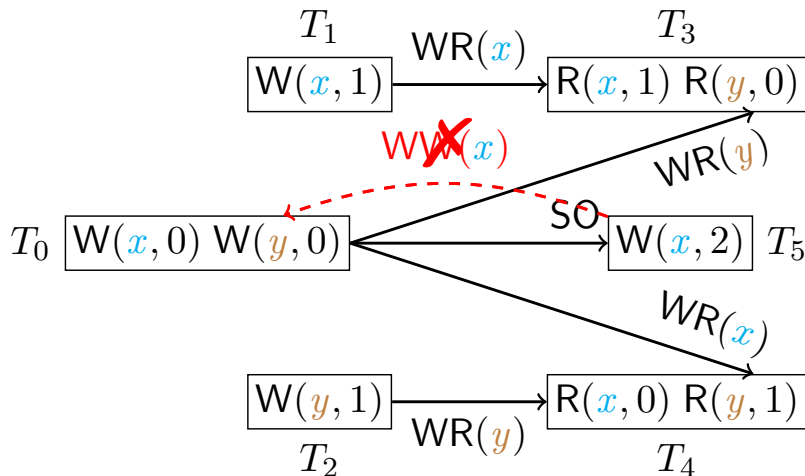 T₁
WR(x)
T₃
W(x, 1)
R(x, 1) R(y, 0)
WW(x)
WR(y)
SO
T₀
W(x, 0) W(y, 0)
W(x, 2)
T₅
WR(x)
W(y, 1)
R(x, 0) R(y, 1)
T₂
WR(y)
T₄